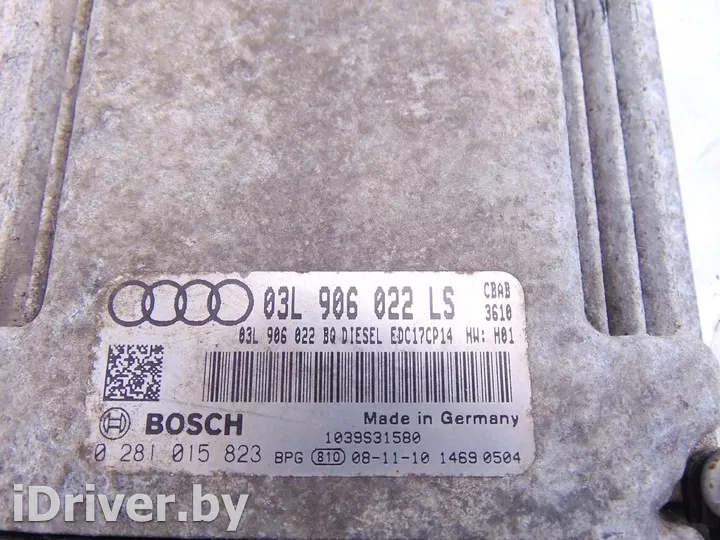 03L 906 022 LS CBAB
3610
03L 906 022 BQ DIESEL EDC17CP14 HW: H01
BOSCH Made in Germany
1039S31580
0 281 015 823 BPG 810 08-11-10 1469 0504
iDriver.by